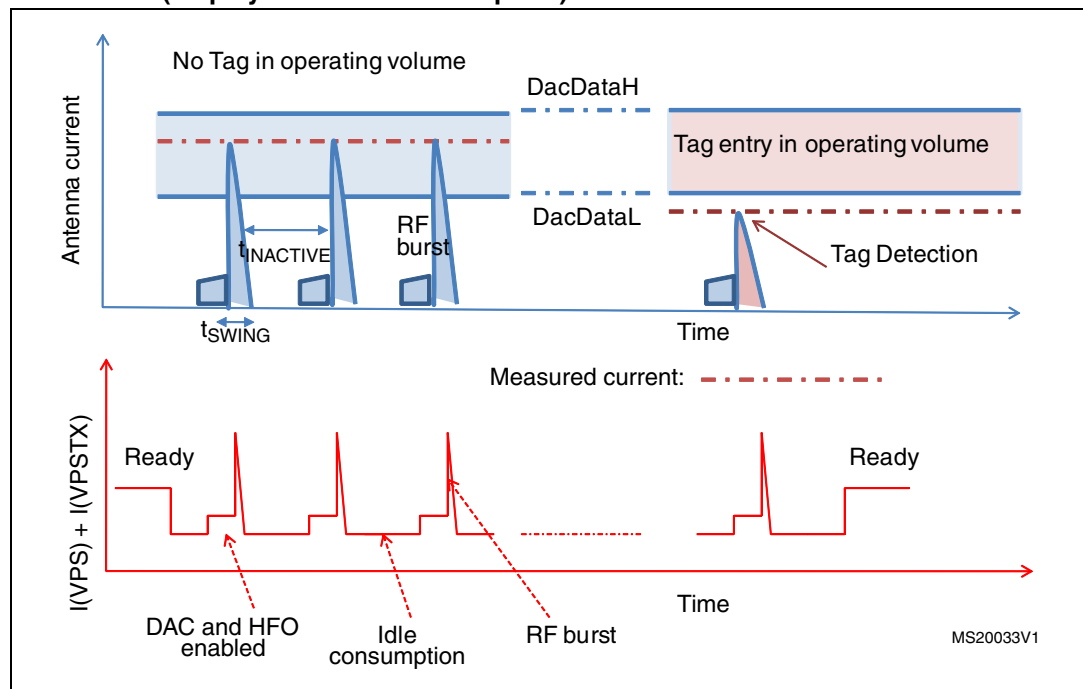 No Tag in operating volume
Antenna current
DacDataH
Tag entry in operating volume
DacDataL
RF
burst
tINACTIVE
Tag Detection
tSWING
Time
Measured current:
I(VPS) + I(VPSTX)
Ready
Ready
Time
DAC and HFO
enabled
Idle
consumption
RF burst
MS20033V1